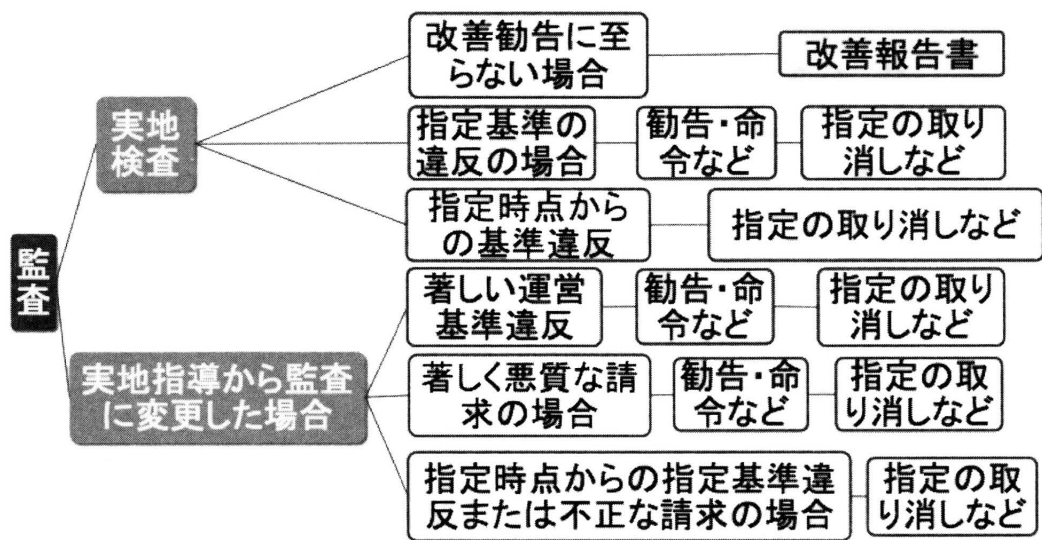 監
査
実地
検査
改善勧告に至
らない場合
改善報告書
指定基準の
違反の場合
勧告・命
令など
指定の取り
消しなど
指定時点から
の基準違反
指定の取り消しなど
実地指導から監査
に変更した場合
著しい運営
基準違反
勧告・命
令など
指定の取り
消しなど
著しく悪質な請
求の場合
勧告・命
令など
指定の取
り消しなど
指定時点からの指定基準違
反または不正な請求の場合
指定の取
り消しなど